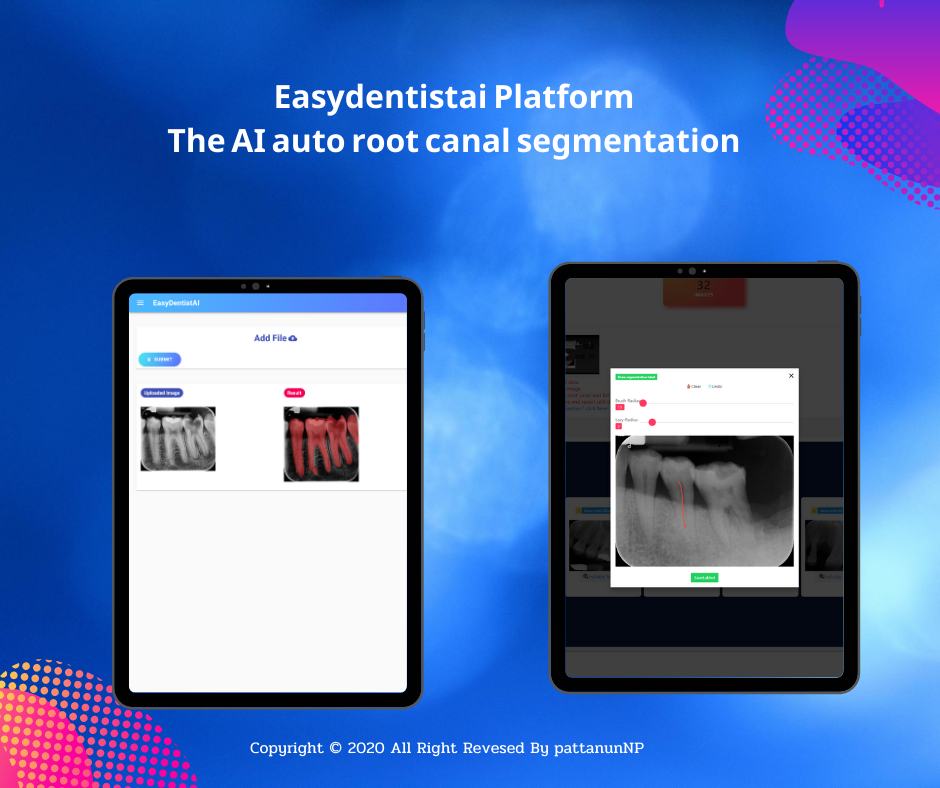 Easydentistai Platform
The AI auto root canal segmentation
EasyDentistAI
Add File
SUBMIT
Uploaded Image
Result
32
Clear
Undo
Brush-Radius
Lazy-Radius
Copyright © 2020 All Right Revesed By pattanunNP